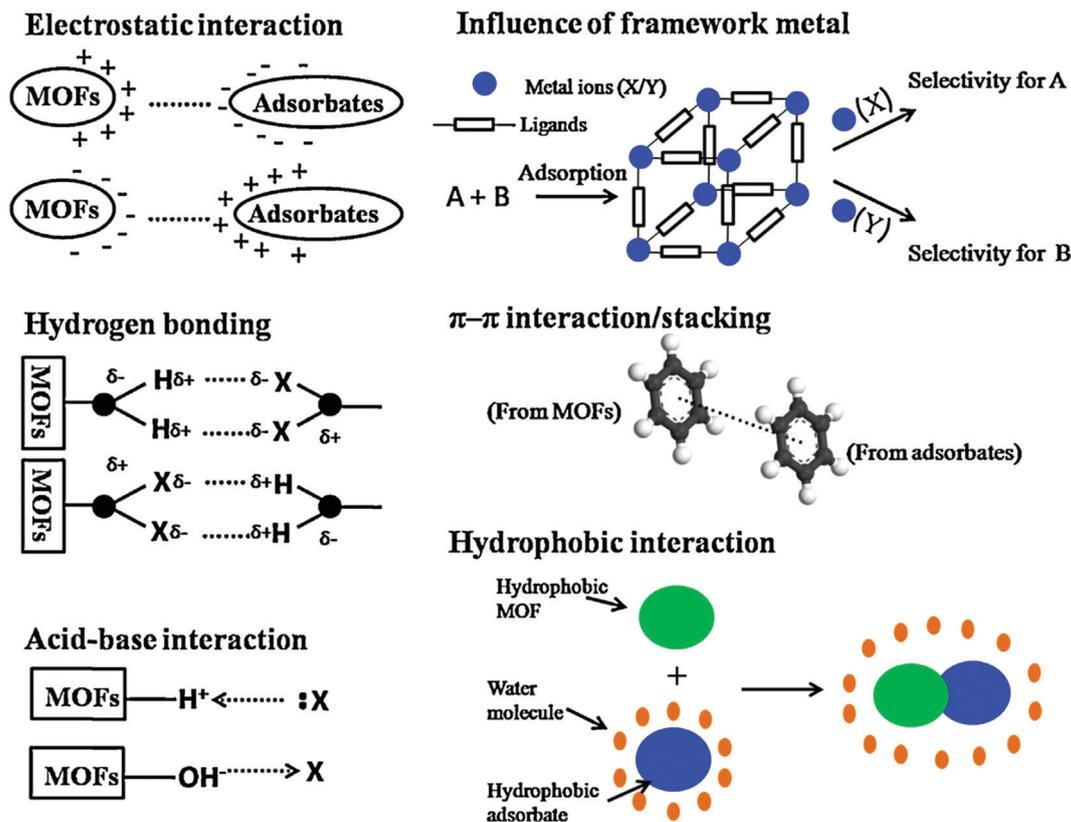 Electrostatic interaction
MOFs
Adsorbates
MOFs
Adsorbates
Influence of framework metal
Metal ions (X/Y)
Ligands
A + B
Adsorption
(X)
Selectivity for A
(Y)
Selectivity for B
Hydrogen bonding
MOFs
δ- Hδ+ δ- X
Hδ+ δ- X δ+
MOFs
δ+ Xδ- δ+H
Xδ- δ+H δ-
π–π interaction/stacking
(From MOFs)
(From adsorbates)
Acid-base interaction
MOFs H⁺ :X
MOFs OH⁻ X
Hydrophobic interaction
Hydrophobic
MOF
+
Water
molecule
Hydrophobic
adsorbate